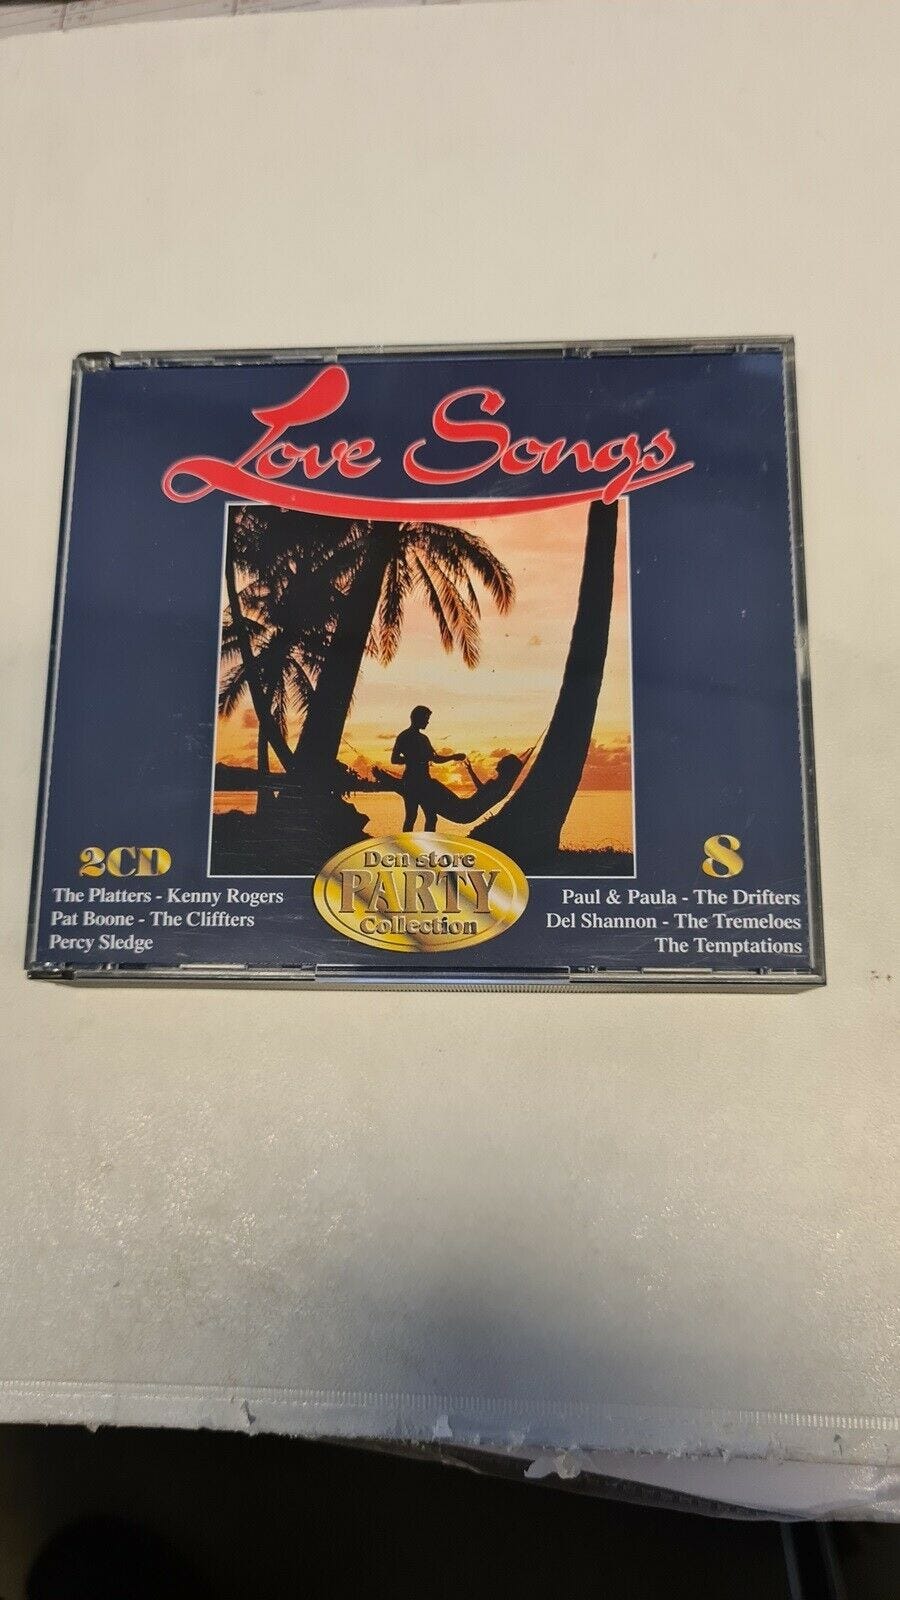 Love Songs
2CD
The Platters - Kenny Rogers
Pat Boone - The Cliffters
Percy Sledge
Den store
PARTY
Collection
8
Paul & Paula - The Drifters
Del Shannon - The Tremeloes
The Temptations